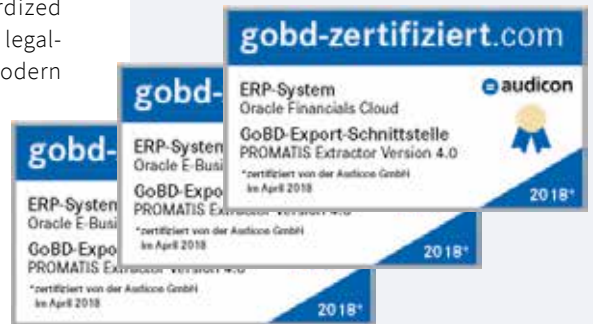 rdized
legal-
odern
gobd-zertifiziert.com
ERP-System
Oracle Financials Cloud
audicon
GoBD-Export-Schnittstelle
PROMATIS Extractor Version 4.0
*zertifiziert von der Audicon GmbH
im April 2018
2018*
gobd-
ERP-System
Oracle E-Busi
GoBD-Expo
PROMATIS Extractor Version 4.0
*zertifiziert von der Audicon GmbH
im April 2018
2018*
gobd-
ERP-System
Oracle E-Busi
GoBD-Expo
PROMATIS Extractor Version 4.0
*zertifiziert von der Audicon GmbH
im April 2018
2018*